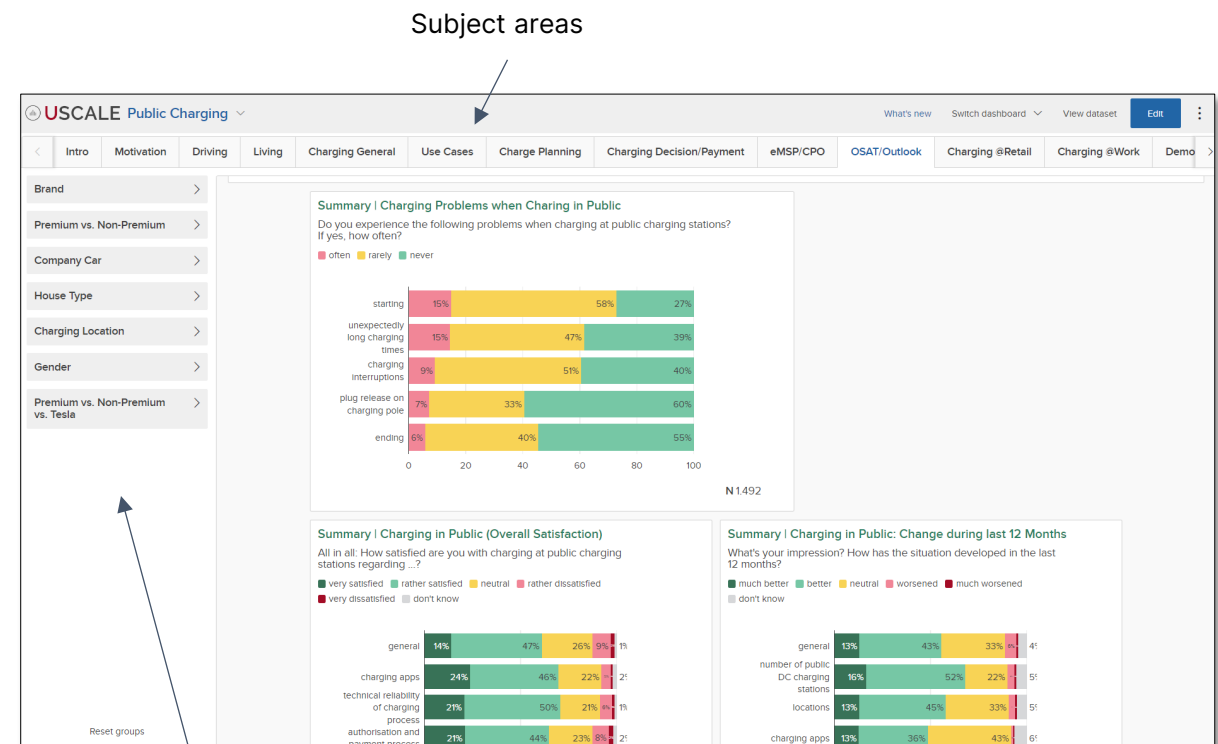 Subject areas
USCALE Public Charging
What's new
Switch dashboard
View dataset
Edit
Intro
Motivation
Driving
Living
Charging General
Use Cases
Charge Planning
Charging Decision/Payment
eMSP/CPO
OSAT/Outlook
Charging @Retail
Charging @Work
Demo
Brand
Premium vs. Non-Premium
Company Car
House Type
Charging Location
Gender
Premium vs. Non-Premium
vs. Tesla
Reset groups
Summary | Charging Problems when Charing in Public
Do you experience the following problems when charging at public charging stations?
If yes, how often?
often rarely never
starting 15% 58% 27%
unexpectedly
long charging
times
15% 47% 39%
charging
interruptions
9% 51% 40%
plug release on
charging pole
7% 33% 60%
ending 6% 40% 55%
0 20 40 60 80 100
N 1.492
Summary | Charging in Public (Overall Satisfaction)
All in all: How satisfied are you with charging at public charging
stations regarding ...?
very satisfied rather satisfied neutral rather dissatisfied
very dissatisfied don't know
general 14% 47% 26% 9% 1%
charging apps 24% 46% 22%
technical reliability
of charging
process
21% 50% 21%
authorisation and
payment process
21% 44% 23% 8%
Summary | Charging in Public: Change during last 12 Months
What's your impression? How has the situation developed in the last
12 months?
much better better neutral worsened much worsened
don't know
general 13% 43% 33%
number of public
DC charging
stations
16% 52% 22%
locations 13% 45% 33%
charging apps 13% 36% 43%